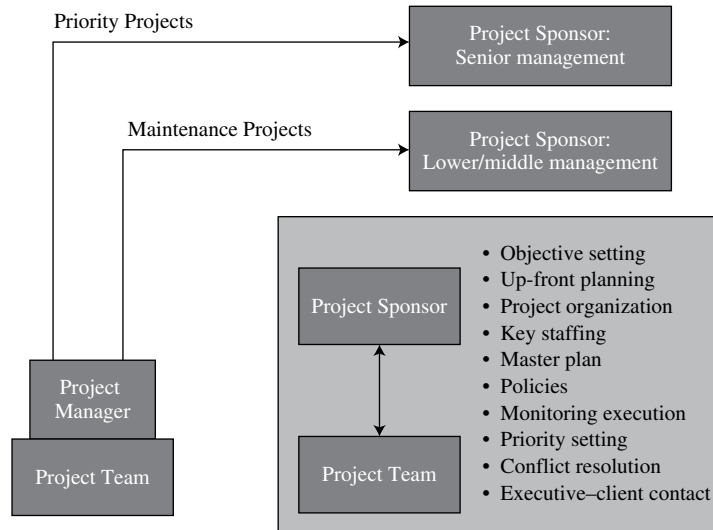 Priority Projects
Project Sponsor:
Senior management
Maintenance Projects
Project Sponsor:
Lower/middle management
Project Manager
Project Team
Project Sponsor
Project Team
• Objective setting
• Up-front planning
• Project organization
• Key staffing
• Master plan
• Policies
• Monitoring execution
• Priority setting
• Conflict resolution
• Executive–client contact